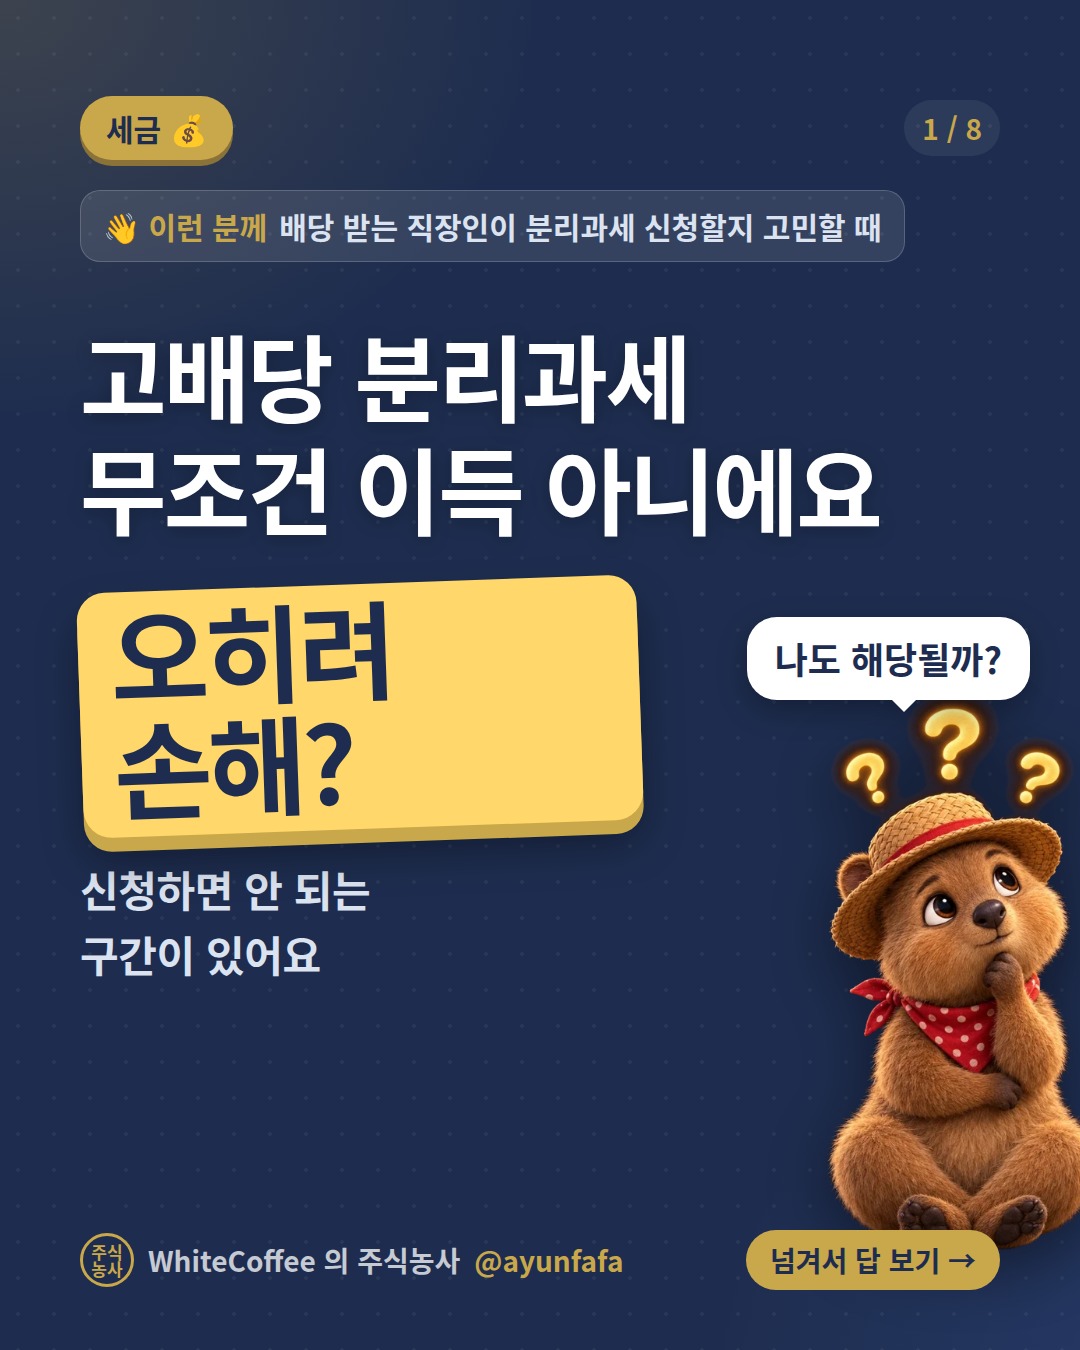 세금 💰
1 / 8
👋 이런 분께 배당 받는 직장인이 분리과세 신청할지 고민할 때
고배당 분리과세
무조건 이득 아니에요
오히려
손해?
나도 해당될까?
신청하면 안 되는
구간이 있어요
주식
농사
WhiteCoffee 의 주식농사 @ayunfafa
넘겨서 답 보기 →